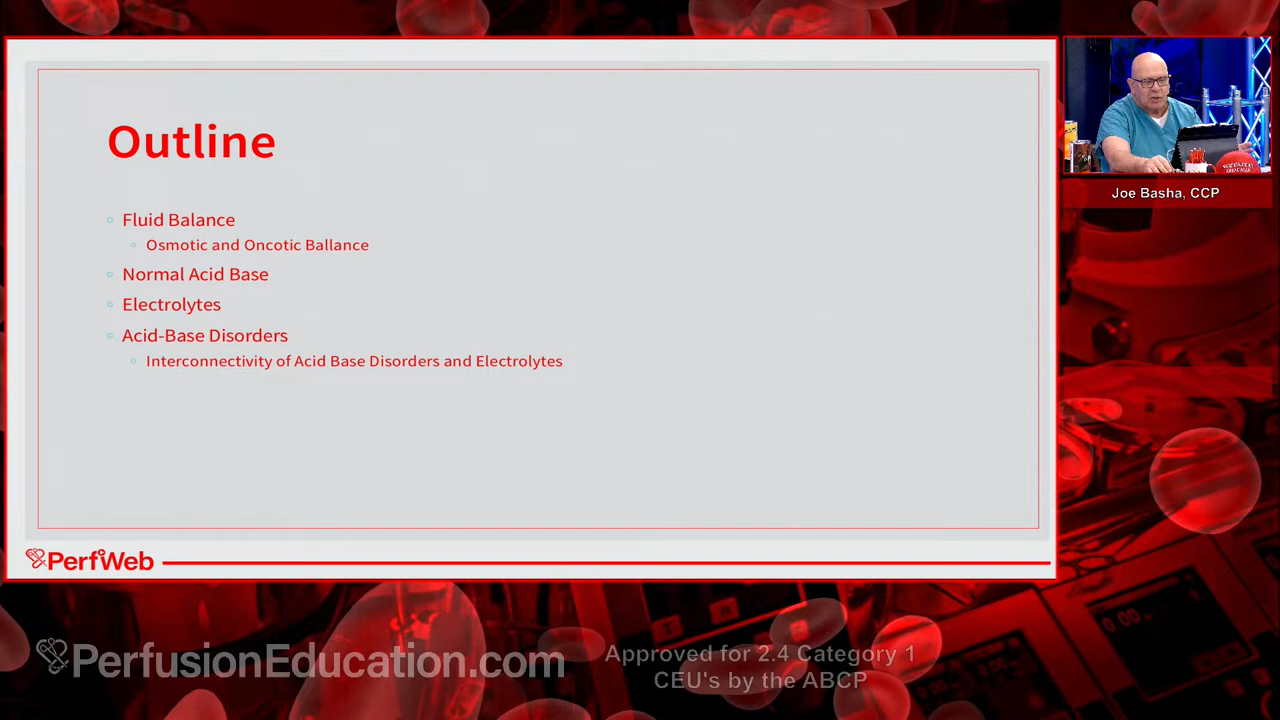 Outline
Fluid Balance
Osmotic and Oncotic Ballance
Normal Acid Base
Electrolytes
Acid-Base Disorders
Interconnectivity of Acid Base Disorders and Electrolytes
PerfWeb
Joe Basha, CCP
PerfusionEducation.com
Approved for 2.4 Category 1
CEU's by the ABCP